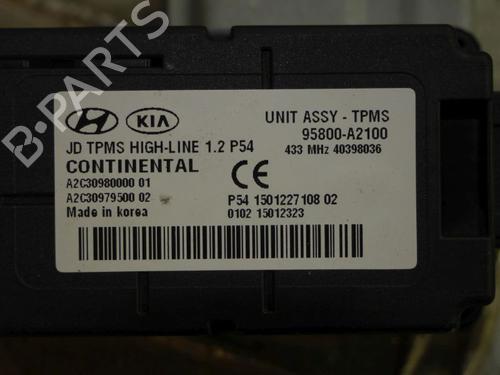 B-PARTS
KIA
UNIT ASSY - TPMS
JD TPMS HIGH-LINE 1.2 P54
95800-A2100
433 MHz 40398036
CONTINENTAL
CE
A2C30980000 01
A2C30979500 02
P54 1501227108 02
Made in korea
0102 15012323